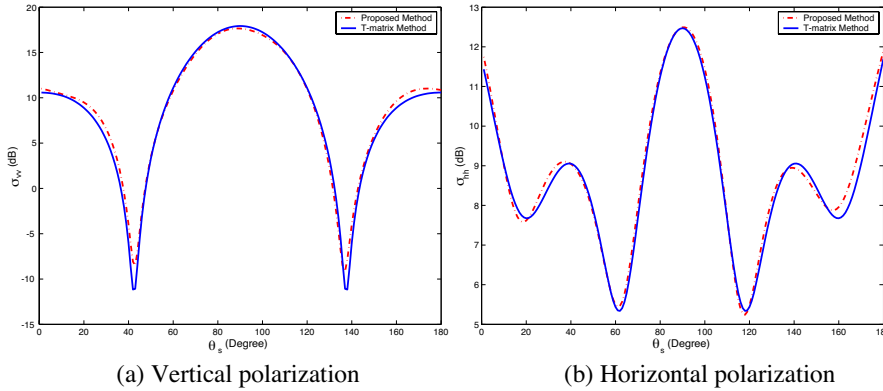 20
15
10
5
0
-5
-10
-15
σvv (dB)
0 20 40 60 80 100 120 140 160 180
θs (Degree)
Proposed Method
T-matrix Method
(a) Vertical polarization
13
12
11
10
9
8
7
6
5
σhh (dB)
0 20 40 60 80 100 120 140 160 180
θs (Degree)
Proposed Method
T-matrix Method
(b) Horizontal polarization